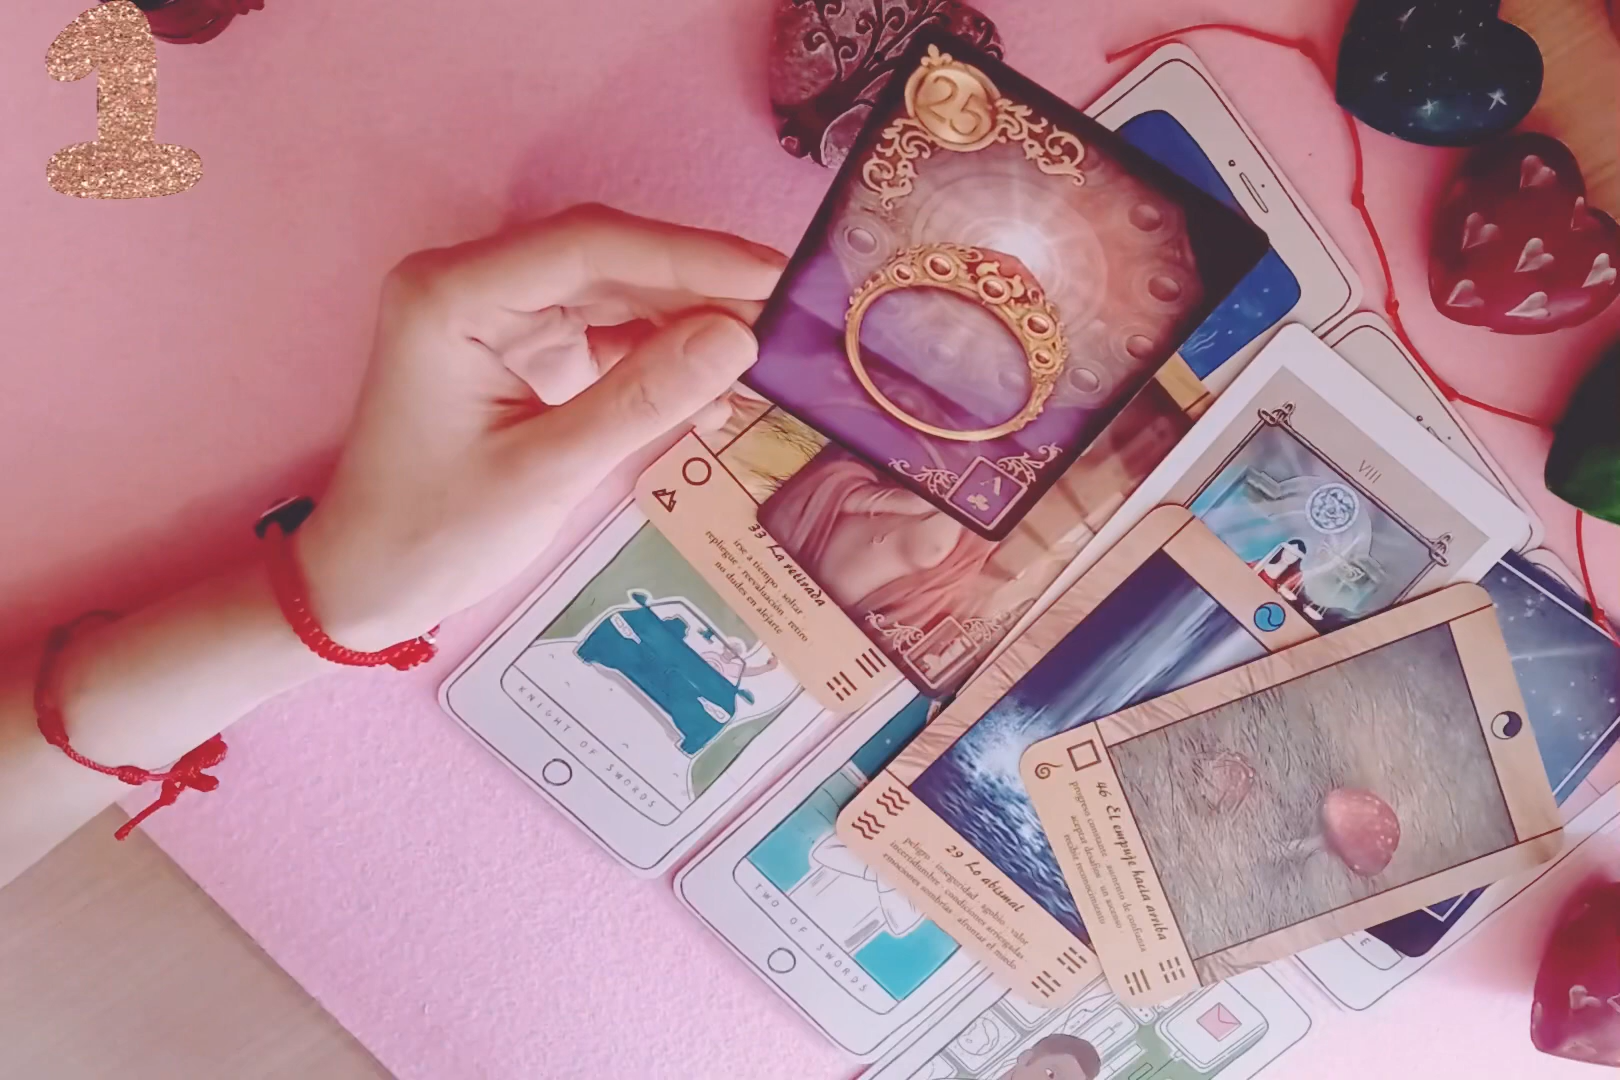 1
25
VIII
33 La retirada
irse a tiempo · soltar ·
repliegue · reevaluación · retiro
no dudes en alejarte
KNIGHT OF SWORDS
TWO OF SWORDS
29 Lo abismal
peligro · inseguridad · agobio · valor
incertidumbre · condiciones arriesgadas
emociones sombrías · afrontar el miedo
46 El empuje hacia arriba
progreso constante · aumento de confianza
aceptar desafíos · un ascenso ·
recibir reconocimiento